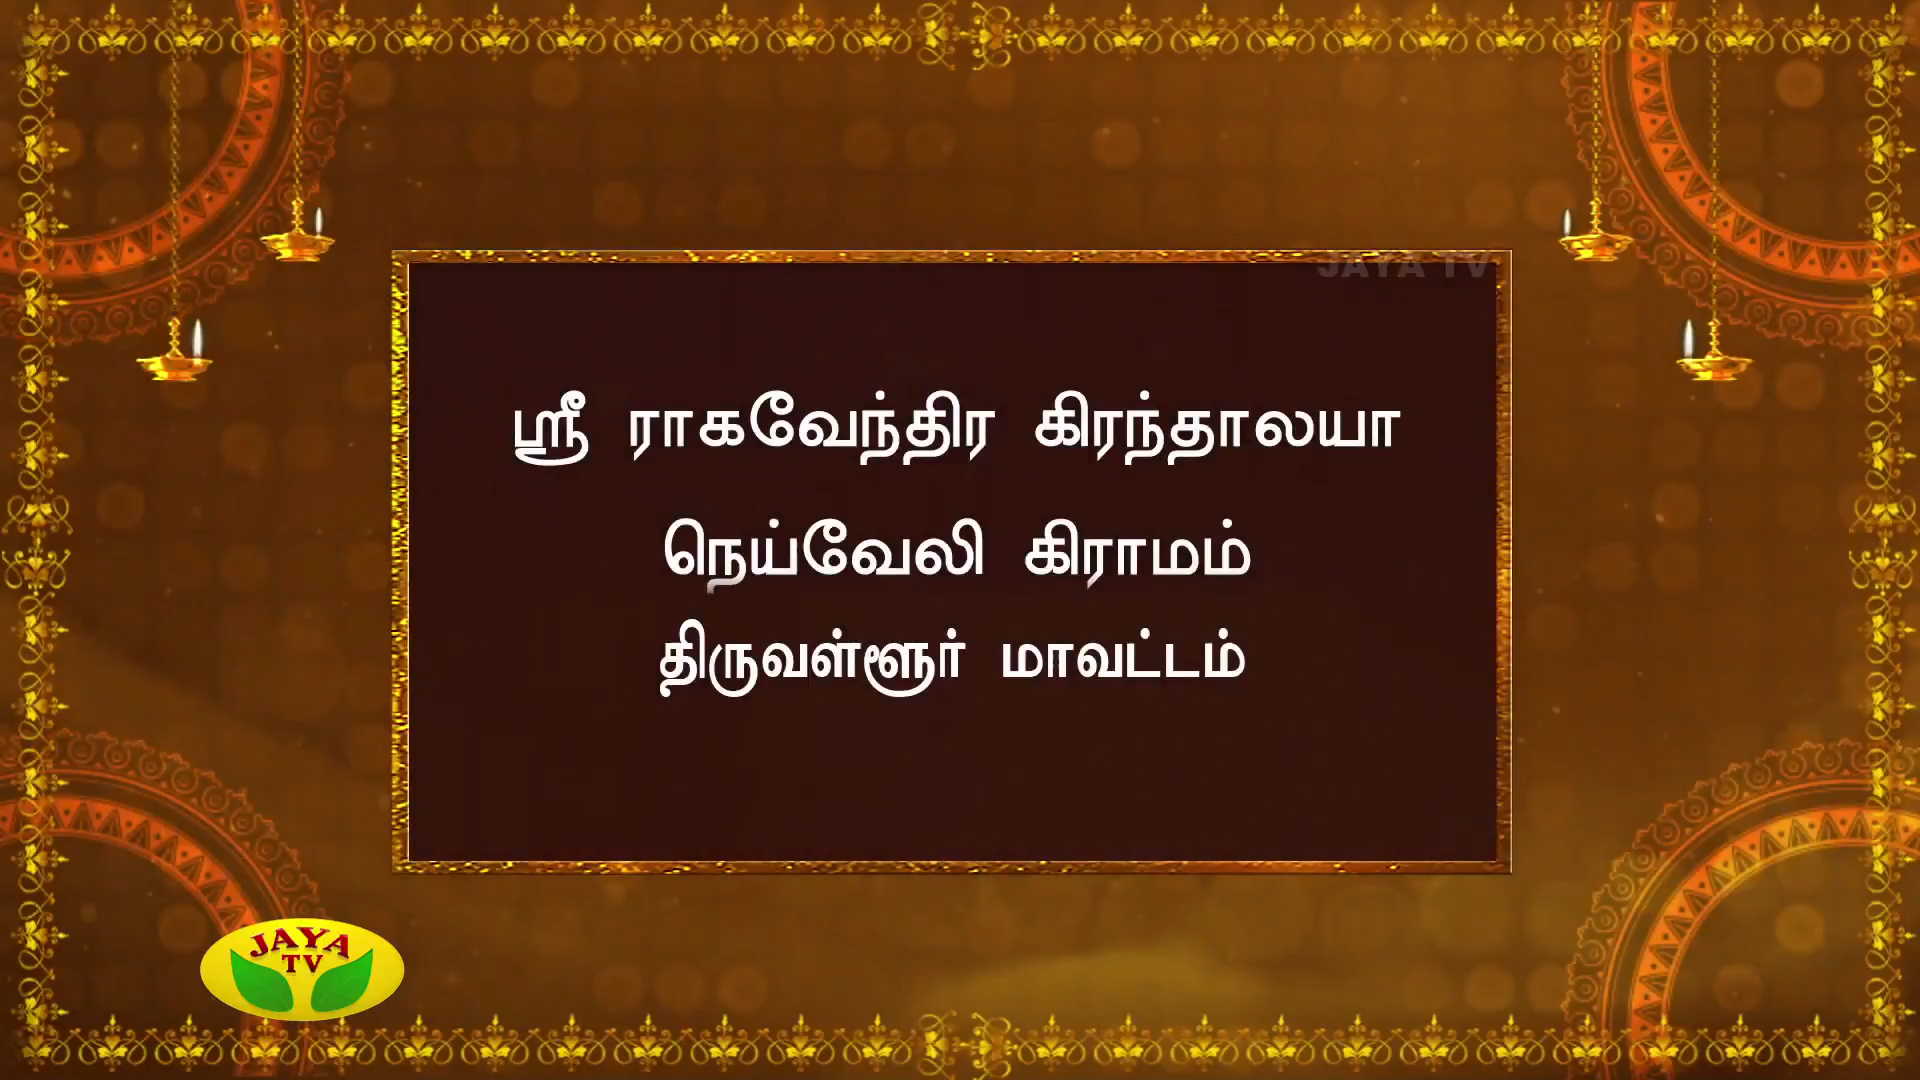 JAYA TV
ஸ்ரீ ராகவேந்திர கிரந்தாலயா
நெய்வேலி கிராமம்
திருவள்ளூர் மாவட்டம்
JAYA
TV